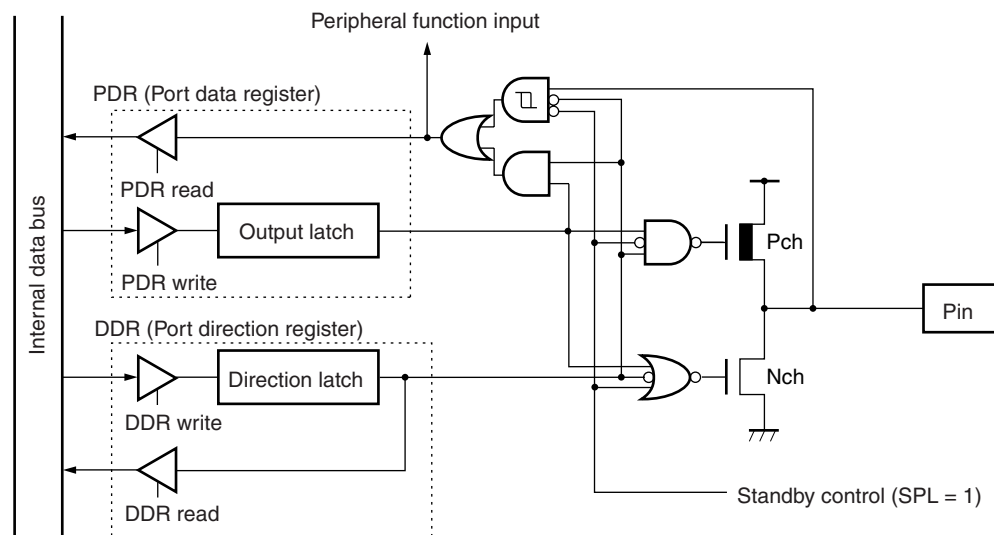 Peripheral function input
PDR (Port data register)
PDR read
Output latch
PDR write
Internal data bus
DDR (Port direction register)
Direction latch
DDR write
DDR read
Pch
Pin
Nch
Standby control (SPL = 1)